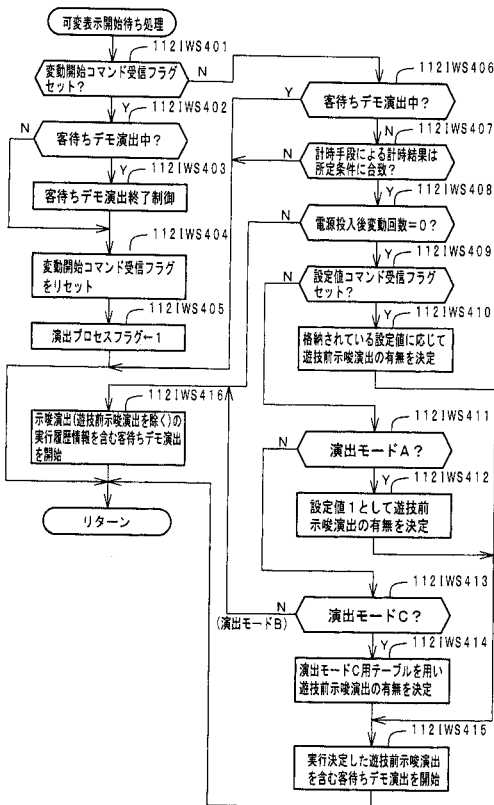 可変表示開始待ち処理
112IWS401
変動開始コマンド受信フラグ
セット?
N
Y
112IWS402
客待ちデモ演出中?
N
Y
112IWS403
客待ちデモ演出終了制御
112IWS404
変動開始コマンド受信フラグ
をリセット
112IWS405
演出プロセスフラグ←1
112IWS416
示唆演出(遊技前示唆演出を除く)の
実行履歴情報を含む客待ちデモ演出
を開始
リターン
112IWS406
客待ちデモ演出中?
Y
N
112IWS407
計時手段による計時結果は
所定条件に合致?
N
Y
112IWS408
電源投入後変動回数=0?
N
Y
112IWS409
設定値コマンド受信フラグ
セット?
N
Y
112IWS410
格納されている設定値に応じて
遊技前示唆演出の有無を決定
112IWS411
演出モードA?
N
Y
112IWS412
設定値1として遊技前
示唆演出の有無を決定
112IWS413
演出モードC?
N
(演出モードB)
Y
112IWS414
演出モードC用テーブルを用い
遊技前示唆演出の有無を決定
112IWS415
実行決定した遊技前示唆演出
を含む客待ちデモ演出を開始